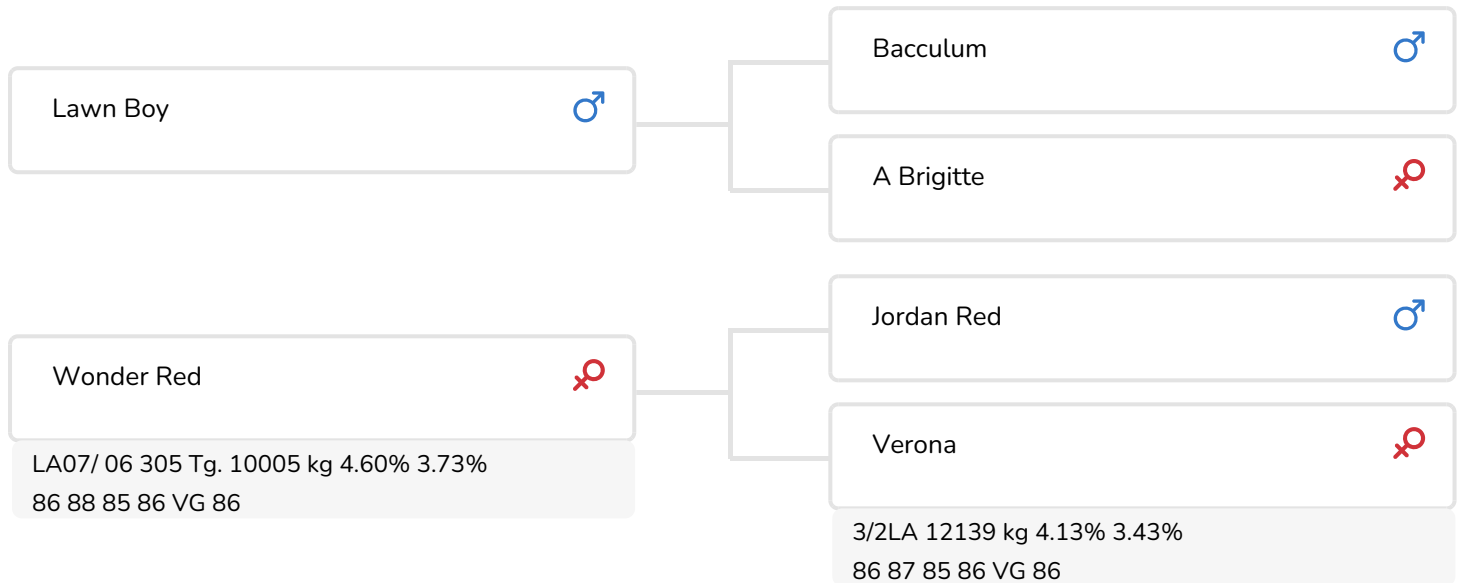 Bacculum
Lawn Boy
A Brigitte
Jordan Red
Wonder Red
Verona
LA07/ 06 305 Tg. 10005 kg 4.60% 3.73%
86 88 85 86 VG 86
3/2LA 12139 kg 4.13% 3.43%
86 87 85 86 VG 86